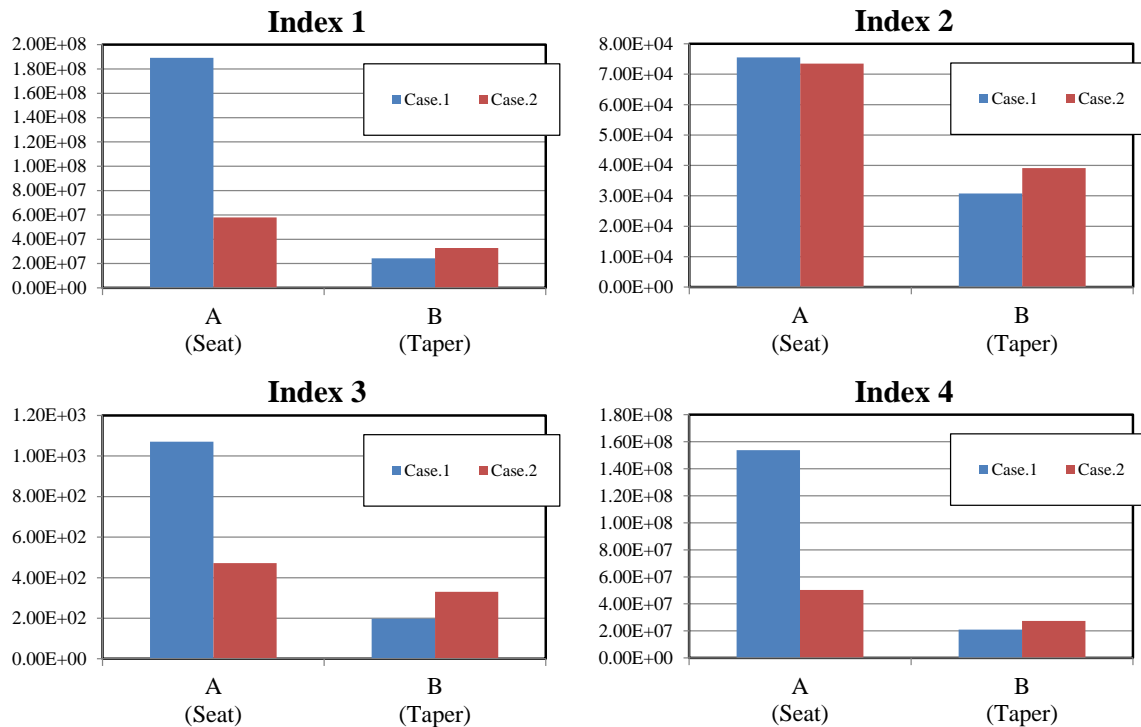 Index 1
2.00E+08
1.80E+08
1.60E+08
1.40E+08
1.20E+08
1.00E+08
8.00E+07
6.00E+07
4.00E+07
2.00E+07
0.00E+00
Case.1 Case.2
A B
(Seat) (Taper)
Index 2
8.00E+04
7.00E+04
6.00E+04
5.00E+04
4.00E+04
3.00E+04
2.00E+04
1.00E+04
0.00E+00
Case.1 Case.2
A B
(Seat) (Taper)
Index 3
1.20E+03
1.00E+03
8.00E+02
6.00E+02
4.00E+02
2.00E+02
0.00E+00
Case.1 Case.2
A B
(Seat) (Taper)
Index 4
1.80E+08
1.60E+08
1.40E+08
1.20E+08
1.00E+08
8.00E+07
6.00E+07
4.00E+07
2.00E+07
0.00E+00
Case.1 Case.2
A B
(Seat) (Taper)